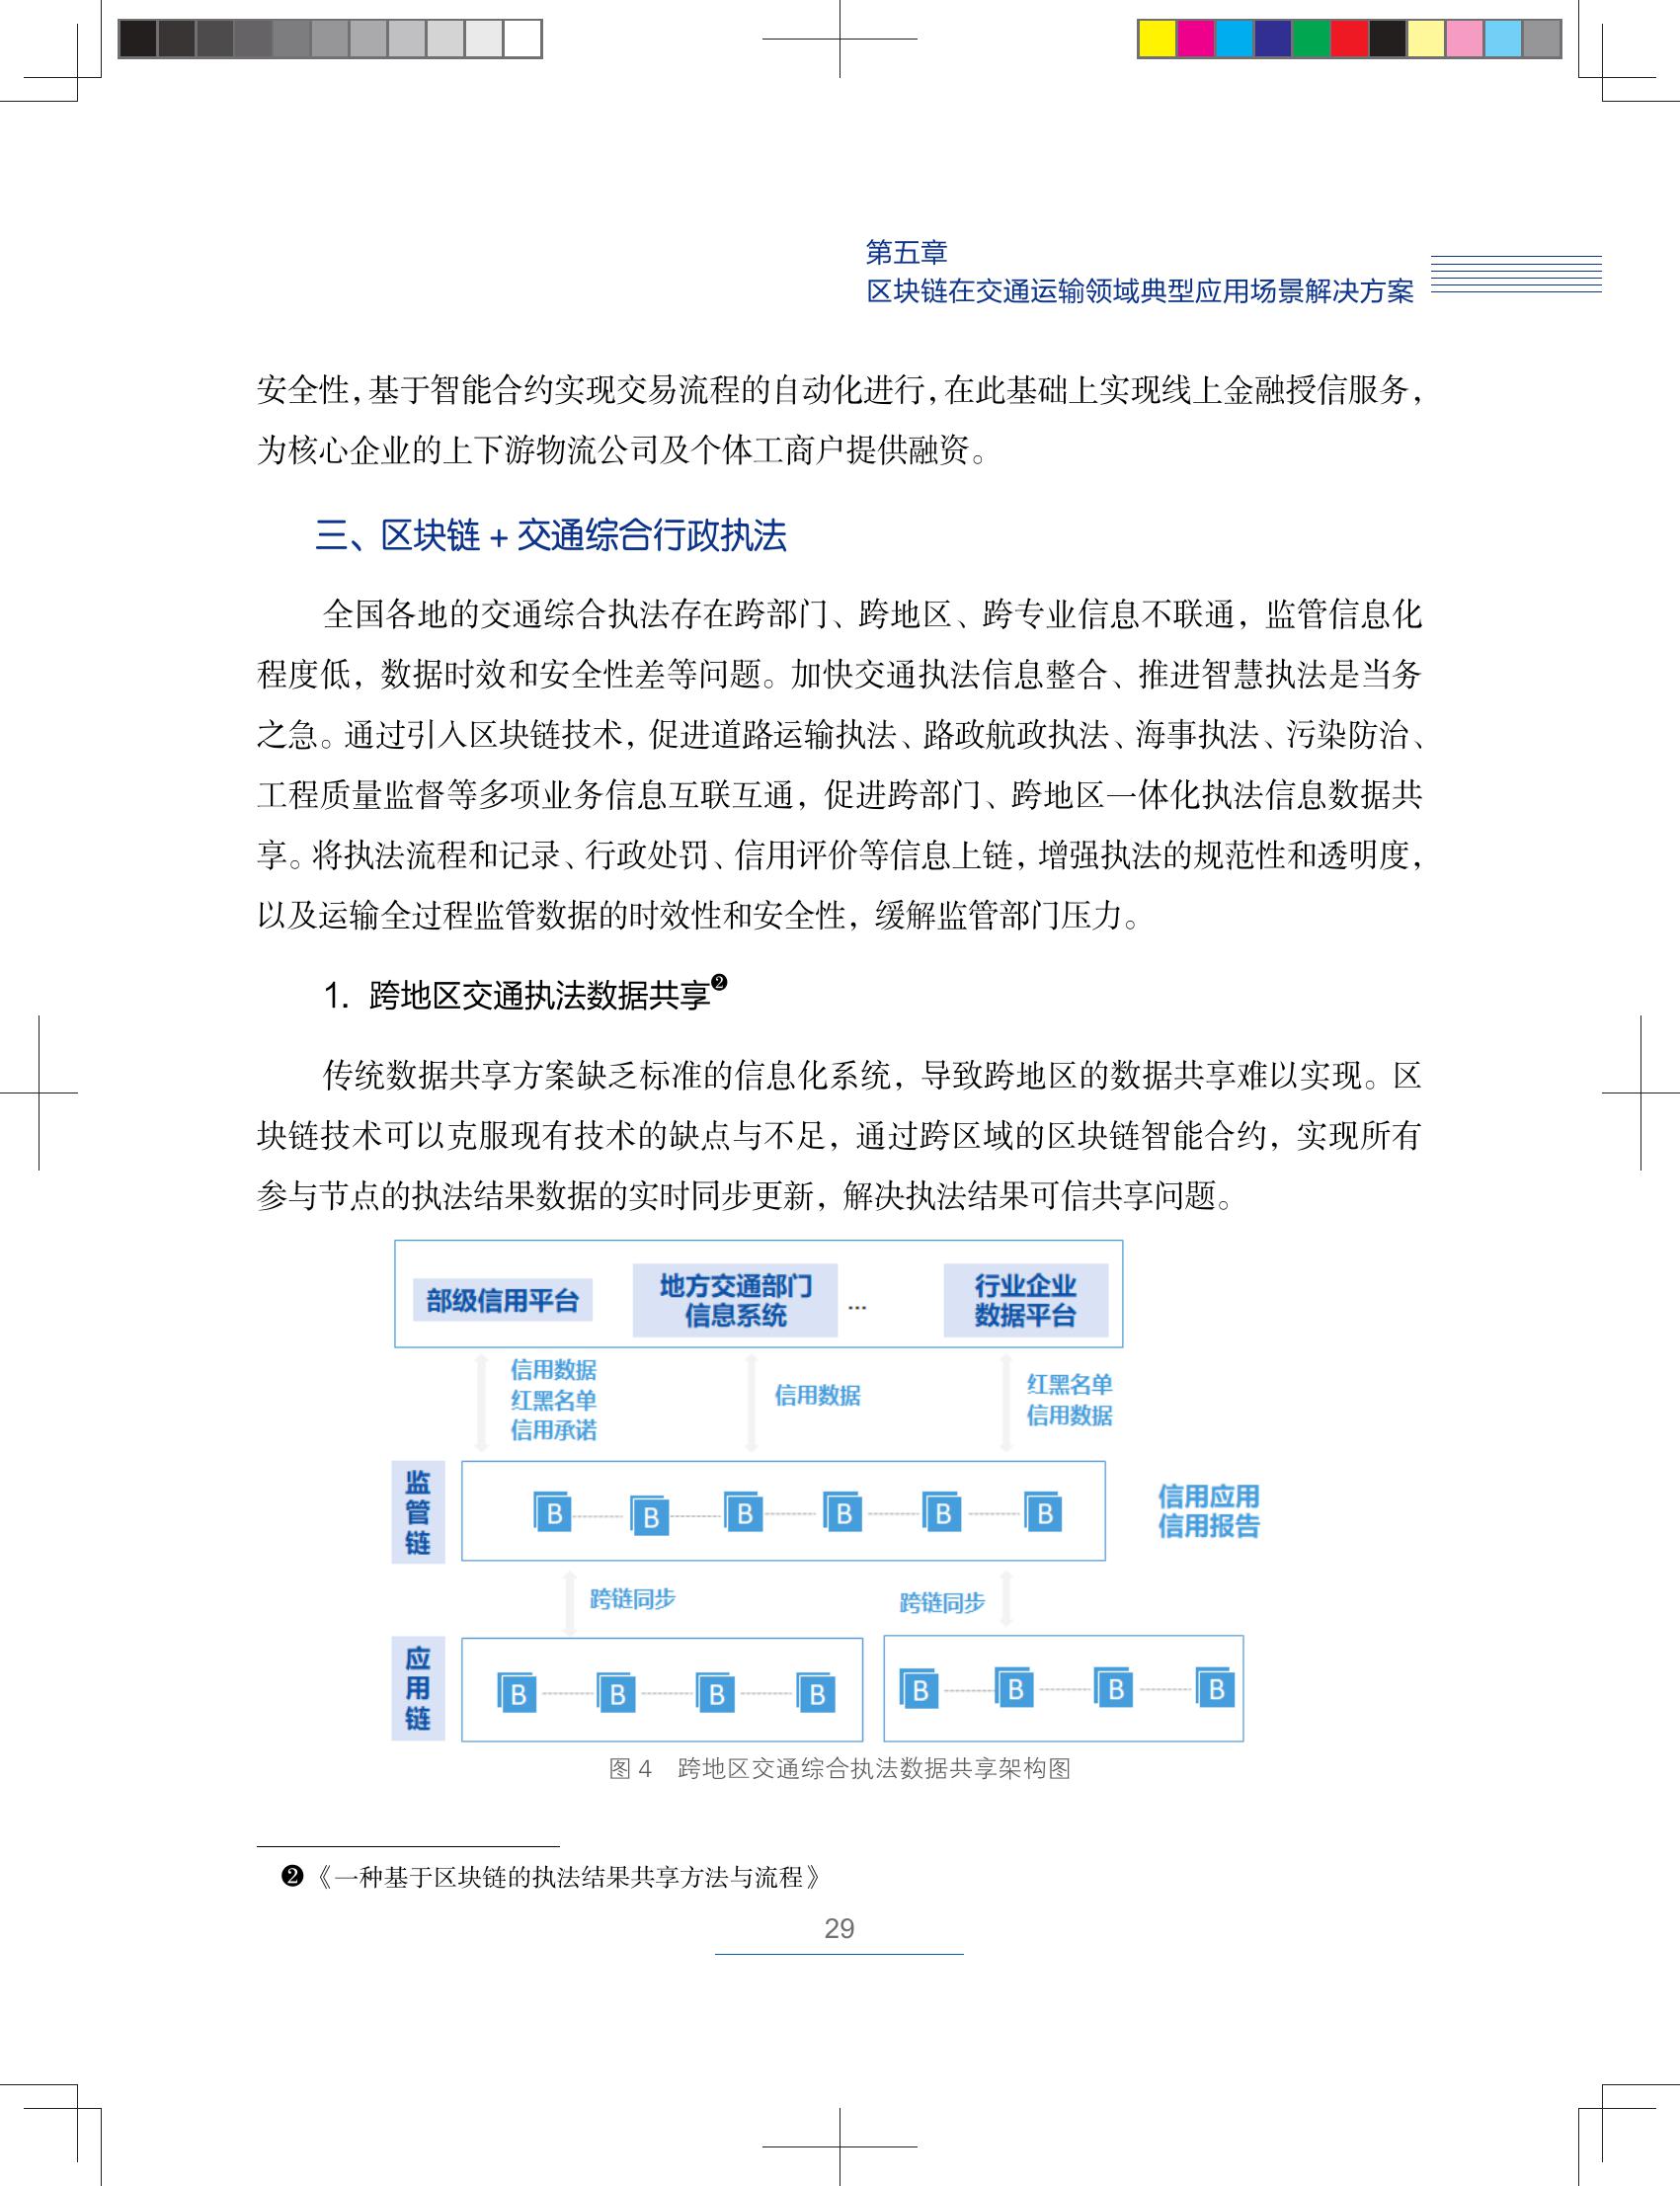 第五章
区块链在交通运输领域典型应用场景解决方案
安全性，基于智能合约实现交易流程的自动化进行，在此基础上实现线上金融授信服务，
为核心企业的上下游物流公司及个体工商户提供融资。
三、区块链 + 交通综合行政执法
全国各地的交通综合执法存在跨部门、跨地区、跨专业信息不联通，监管信息化
程度低，数据时效和安全性差等问题。加快交通执法信息整合、推进智慧执法是当务
之急。通过引入区块链技术，促进道路运输执法、路政航政执法、海事执法、污染防治、
工程质量监督等多项业务信息互联互通，促进跨部门、跨地区一体化执法信息数据共
享。将执法流程和记录、行政处罚、信用评价等信息上链，增强执法的规范性和透明度，
以及运输全过程监管数据的时效性和安全性，缓解监管部门压力。
1. 跨地区交通执法数据共享❷
传统数据共享方案缺乏标准的信息化系统，导致跨地区的数据共享难以实现。区
块链技术可以克服现有技术的缺点与不足，通过跨区域的区块链智能合约，实现所有
参与节点的执法结果数据的实时同步更新，解决执法结果可信共享问题。
部级信用平台
地方交通部门
信息系统
…
行业企业
数据平台
信用数据
红黑名单
信用承诺
信用数据
红黑名单
信用数据
监管链
B B B B B B
信用应用
信用报告
跨链同步
跨链同步
应用链
B B B B
B B B B
图 4 跨地区交通综合执法数据共享架构图
❷《一种基于区块链的执法结果共享方法与流程》
29